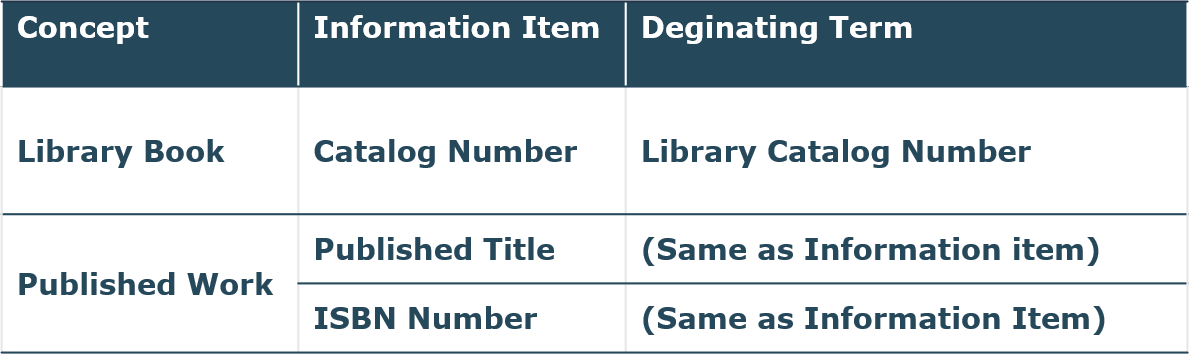 Concept Information Item Deginating Term
Library Book Catalog Number Library Catalog Number
Published Title (Same as Information item)
Published Work
ISBN Number (Same as Information Item)